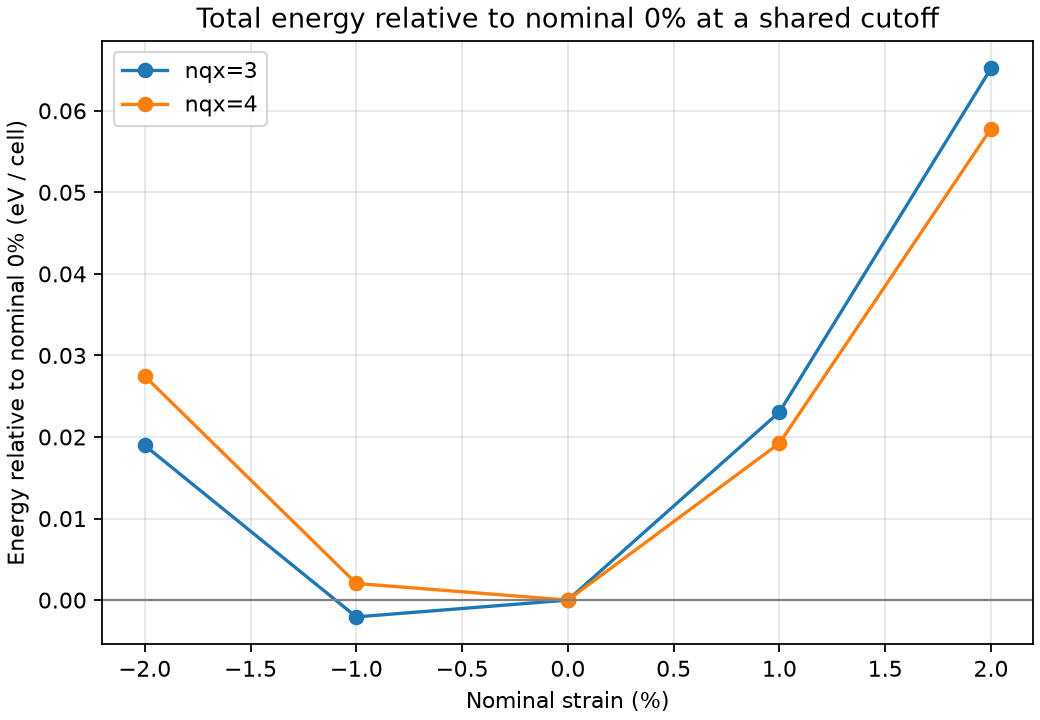 Total energy relative to nominal 0% at a shared cutoff
nqx=3
nqx=4
Energy relative to nominal 0% (eV / cell)
0.06
0.05
0.04
0.03
0.02
0.01
0.00
−2.0 −1.5 −1.0 −0.5 0.0 0.5 1.0 1.5 2.0
Nominal strain (%)